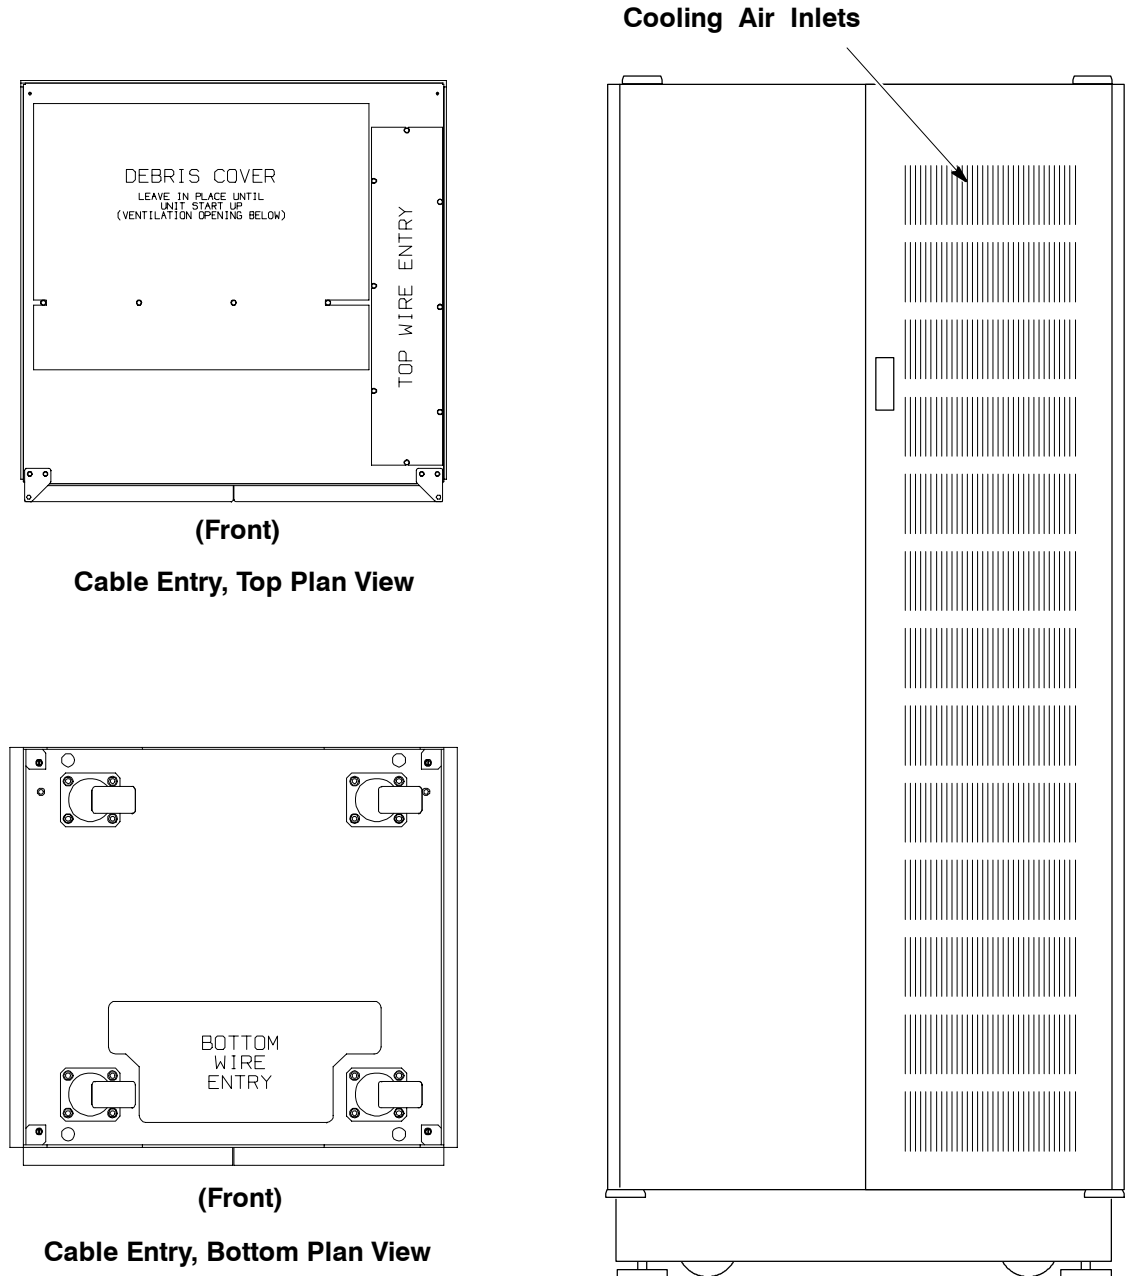 Cooling Air Inlets
DEBRIS COVER
LEAVE IN PLACE UNTIL
UNIT START UP
(VENTILATION OPENING BELOW)
TOP WIRE ENTRY
(Front)
Cable Entry, Top Plan View
BOTTOM
WIRE
ENTRY
(Front)
Cable Entry, Bottom Plan View